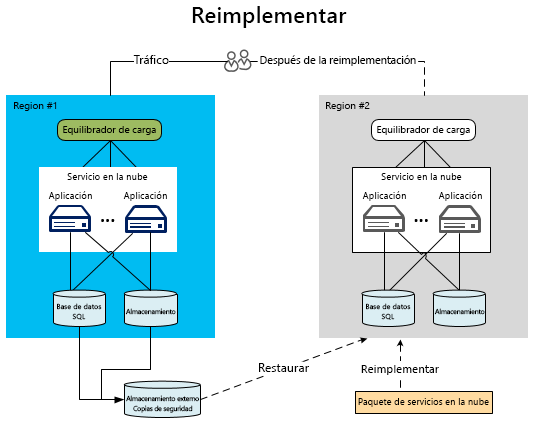 Reimplementar
Tráfico
Después de la reimplementación
Region #1
Region #2
Equilibrador de carga
Equilibrador de carga
Servicio en la nube
Servicio en la nube
Aplicación
Aplicación
Aplicación
Aplicación
...
...
Base de datos
SQL
Almacenamiento
Base de datos
SQL
Almacenamiento
Restaurar
Reimplementar
Almacenamiento externo
Copias de seguridad
Paquete de servicios en la nube